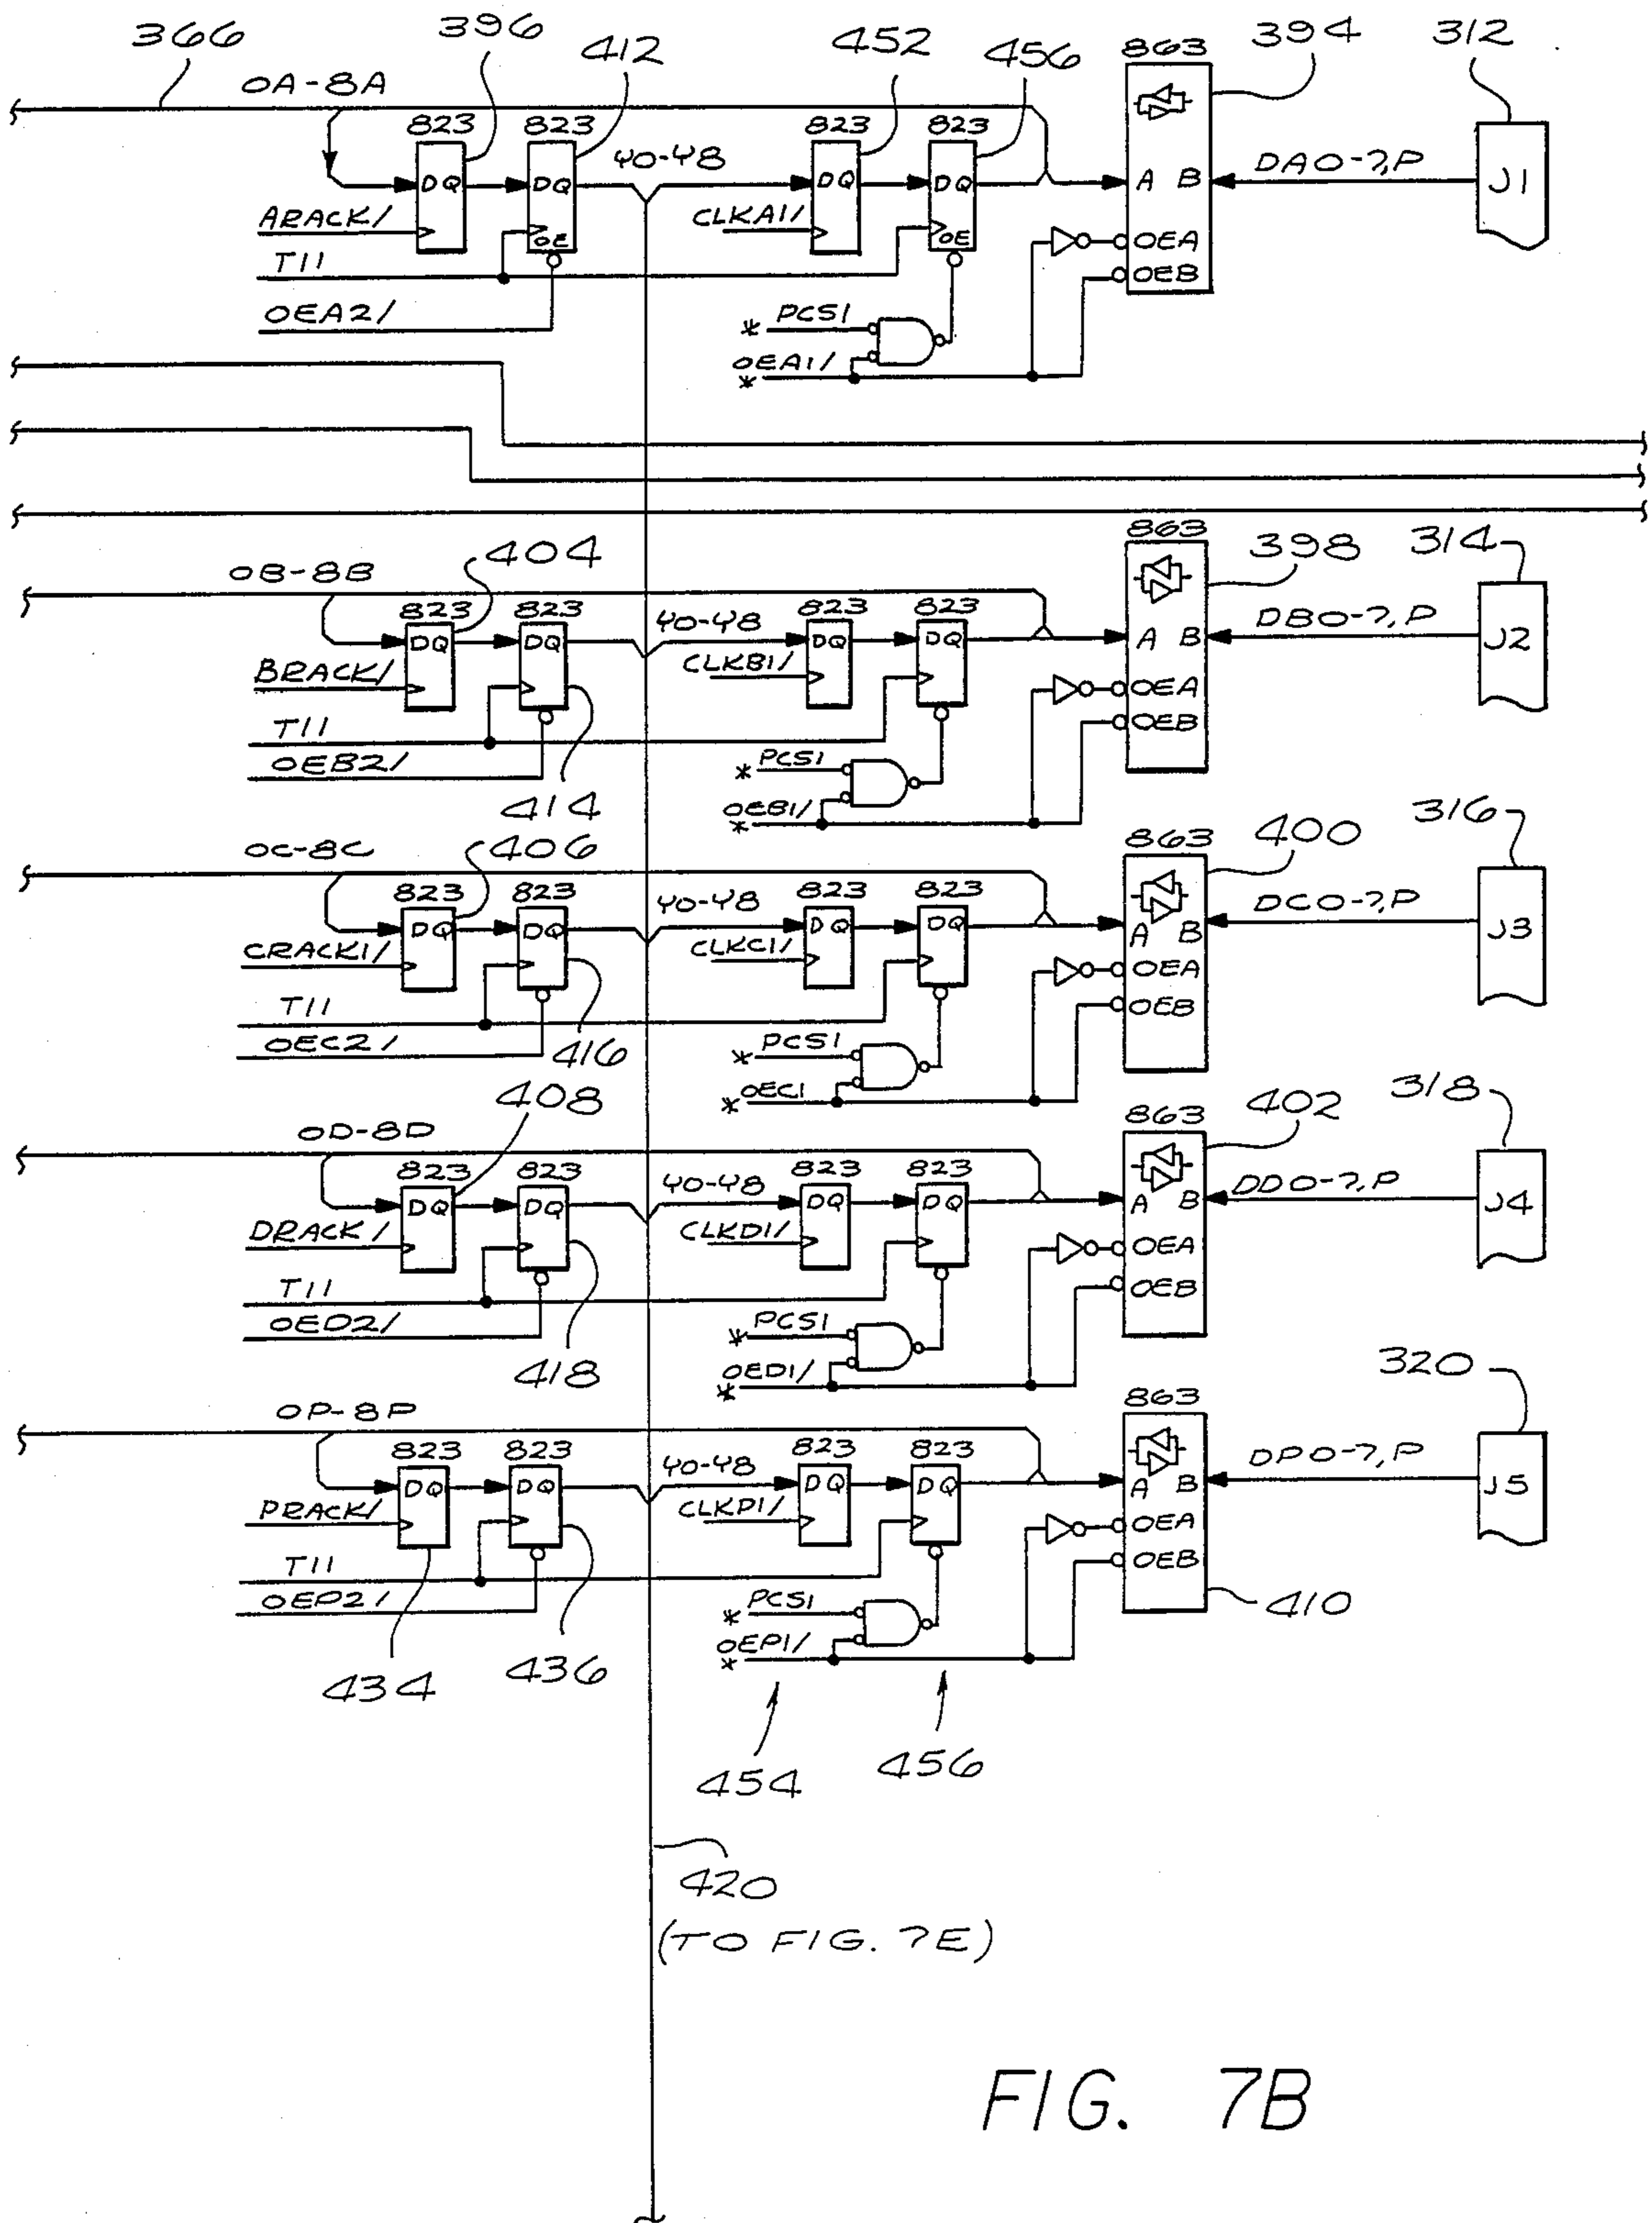 366
396
412
452
456
863
394
312
0A-8A
823
823
Y0-Y8
823
823
DQ
DQ
DQ
DQ
A B
DA0-7,P
J1
ARACK/
CLKA1/
OE
OE
OEA
T11
OEB
OEA2/
* PCS1
OEA1/
*
0B-8B
404
863
398
314
823
823
Y0-Y8
823
823
DQ
DQ
DQ
DQ
A B
DB0-7,P
J2
BRACK/
CLKB1/
OEA
T11
OEB
OEB2/
* PCS1
414
OEB1/
*
0C-8C
406
863
400
316
823
823
Y0-Y8
823
823
DQ
DQ
DQ
DQ
A B
DC0-7,P
J3
CRACK1/
CLKC1/
OEA
T11
OEB
OEC2/
416
* PCS1
* OEC1
408
0D-8D
863
402
318
823
823
Y0-Y8
823
823
DQ
DQ
DQ
DQ
A B
DD0-7,P
J4
DRACK/
CLKD1/
OEA
T11
OEB
OED2/
* PCS1
418
OED1/
*
0P-8P
863
320
823
823
Y0-Y8
823
823
DQ
DQ
DQ
DQ
A B
DP0-7,P
J5
PRACK/
CLKP1/
OEA
T11
OEB
OEP2/
* PCS1
410
OEP1/
*
434
436
454
456
420
(TO FIG. 7E)
FIG. 7B